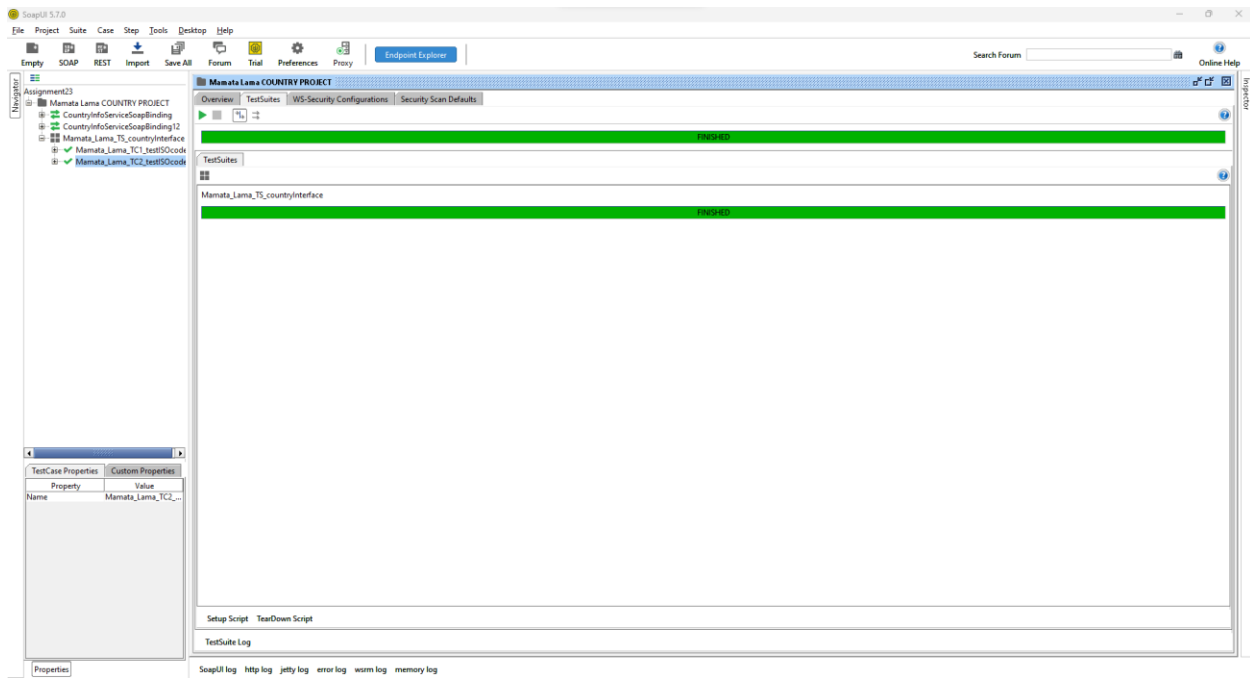 SoapUI 5.7.0
File Project Suite Case Step Tools Desktop Help
Empty SOAP REST Import Save All Forum Trial Preferences Proxy Endpoint Explorer Search Forum Online Help
Navigator
Assignment23
Mamata Lama COUNTRY PROJECT
CountryInfoServiceSoapBinding
CountryInfoServiceSoapBinding12
Mamata_Lama_TS_countryInterface
Mamata_Lama_TC1_testISOcode
Mamata_Lama_TC2_testISOcode
TestCase Properties Custom Properties
Property Value
Name Mamata_Lama_TC2_...
Properties
Mamata Lama COUNTRY PROJECT
Overview TestSuites WS-Security Configurations Security Scan Defaults
FINISHED
TestSuites
Mamata_Lama_TS_countryInterface
FINISHED
Setup Script TearDown Script
TestSuite Log
SoapUI log http log jetty log error log wsrm log memory log
Inspector